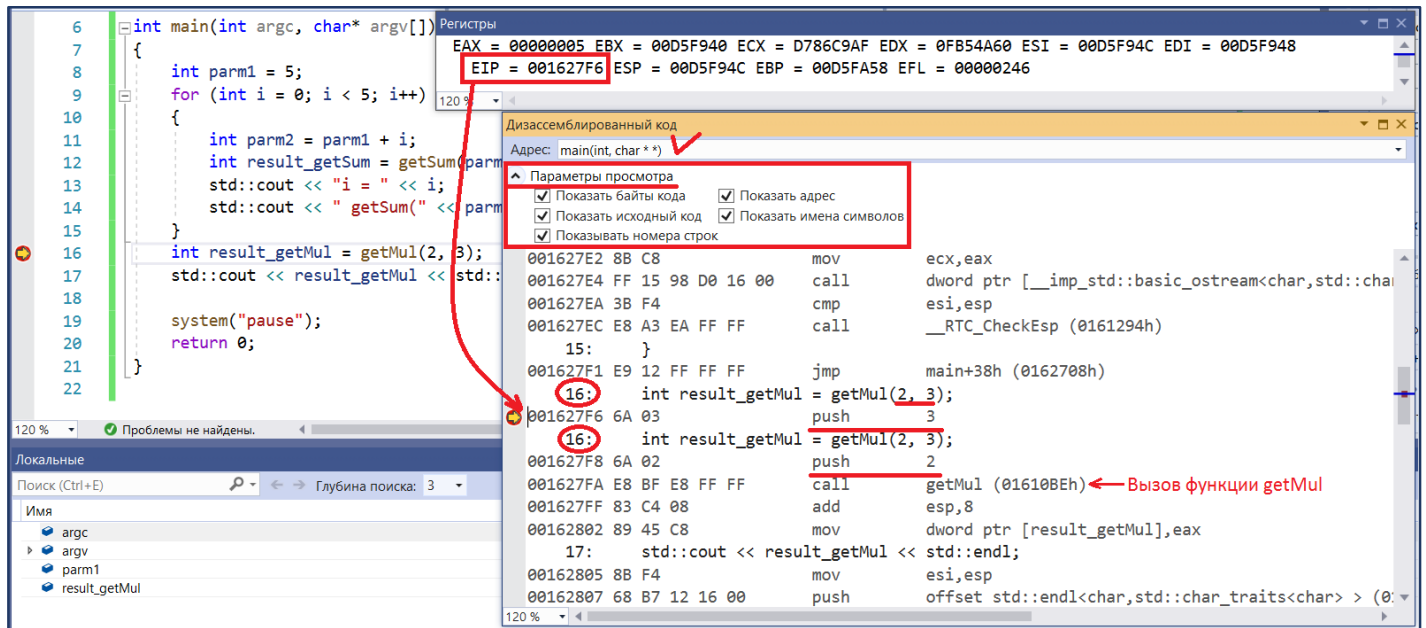 6 int main(int argc, char* argv[])
7 {
8 int parm1 = 5;
9 for (int i = 0; i < 5; i++)
10 {
11 int parm2 = parm1 + i;
12 int result_getSum = getSum(parm
13 std::cout << "i = " << i;
14 std::cout << " getSum(" << parm
15 }
16 int result_getMul = getMul(2, 3);
17 std::cout << result_getMul << std::
18
19 system("pause");
20 return 0;
21 }
22
120 % Проблемы не найдены.
Регистры
EAX = 00000005 EBX = 00D5F940 ECX = D786C9AF EDX = 0FB54A60 ESI = 00D5F94C EDI = 00D5F948
EIP = 001627F6 ESP = 00D5F94C EBP = 00D5FA58 EFL = 00000246
120 %
Дизассемблированный код
Адрес: main(int, char * *)
Параметры просмотра
Показать байты кода Показать адрес
Показать исходный код Показать имена символов
Показывать номера строк
001627E2 8B C8 mov ecx,eax
001627E4 FF 15 98 D0 16 00 call dword ptr [__imp_std::basic_ostream<char,std::char
001627EA 3B F4 cmp esi,esp
001627EC E8 A3 EA FF FF call __RTC_CheckEsp (0161294h)
15: }
001627F1 E9 12 FF FF FF jmp main+38h (0162708h)
16: int result_getMul = getMul(2, 3);
001627F6 6A 03 push 3
16: int result_getMul = getMul(2, 3);
001627F8 6A 02 push 2
001627FA E8 BF E8 FF FF call getMul (01610BEh) Вызов функции getMul
001627FF 83 C4 08 add esp,8
00162802 89 45 C8 mov dword ptr [result_getMul],eax
17: std::cout << result_getMul << std::endl;
00162805 8B F4 mov esi,esp
00162807 68 B7 12 16 00 push offset std::endl<char,std::char_traits<char> > (0
120 %
Локальные
Поиск (Ctrl+E) Глубина поиска: 3
Имя
argc
argv
parm1
result_getMul